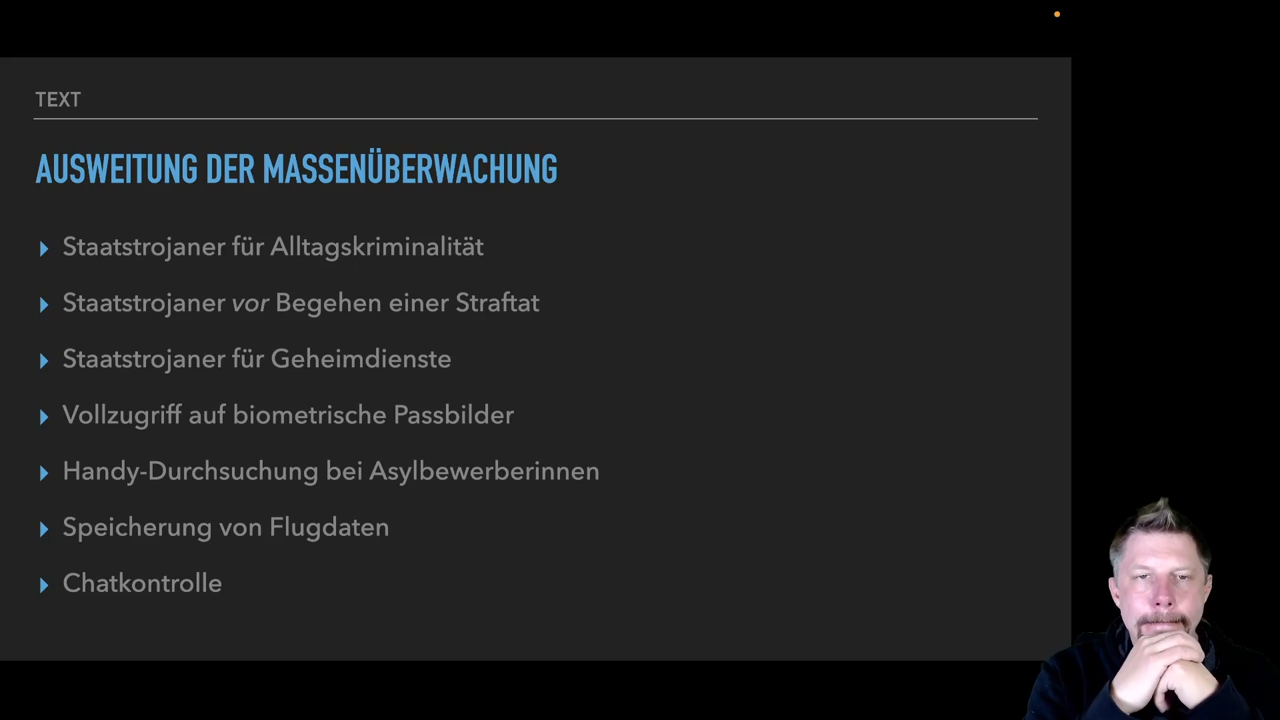 TEXT
AUSWEITUNG DER MASSENÜBERWACHUNG
Staatstrojaner für Alltagskriminalität
Staatstrojaner vor Begehen einer Straftat
Staatstrojaner für Geheimdienste
Vollzugriff auf biometrische Passbilder
Handy-Durchsuchung bei Asylbewerberinnen
Speicherung von Flugdaten
Chatkontrolle